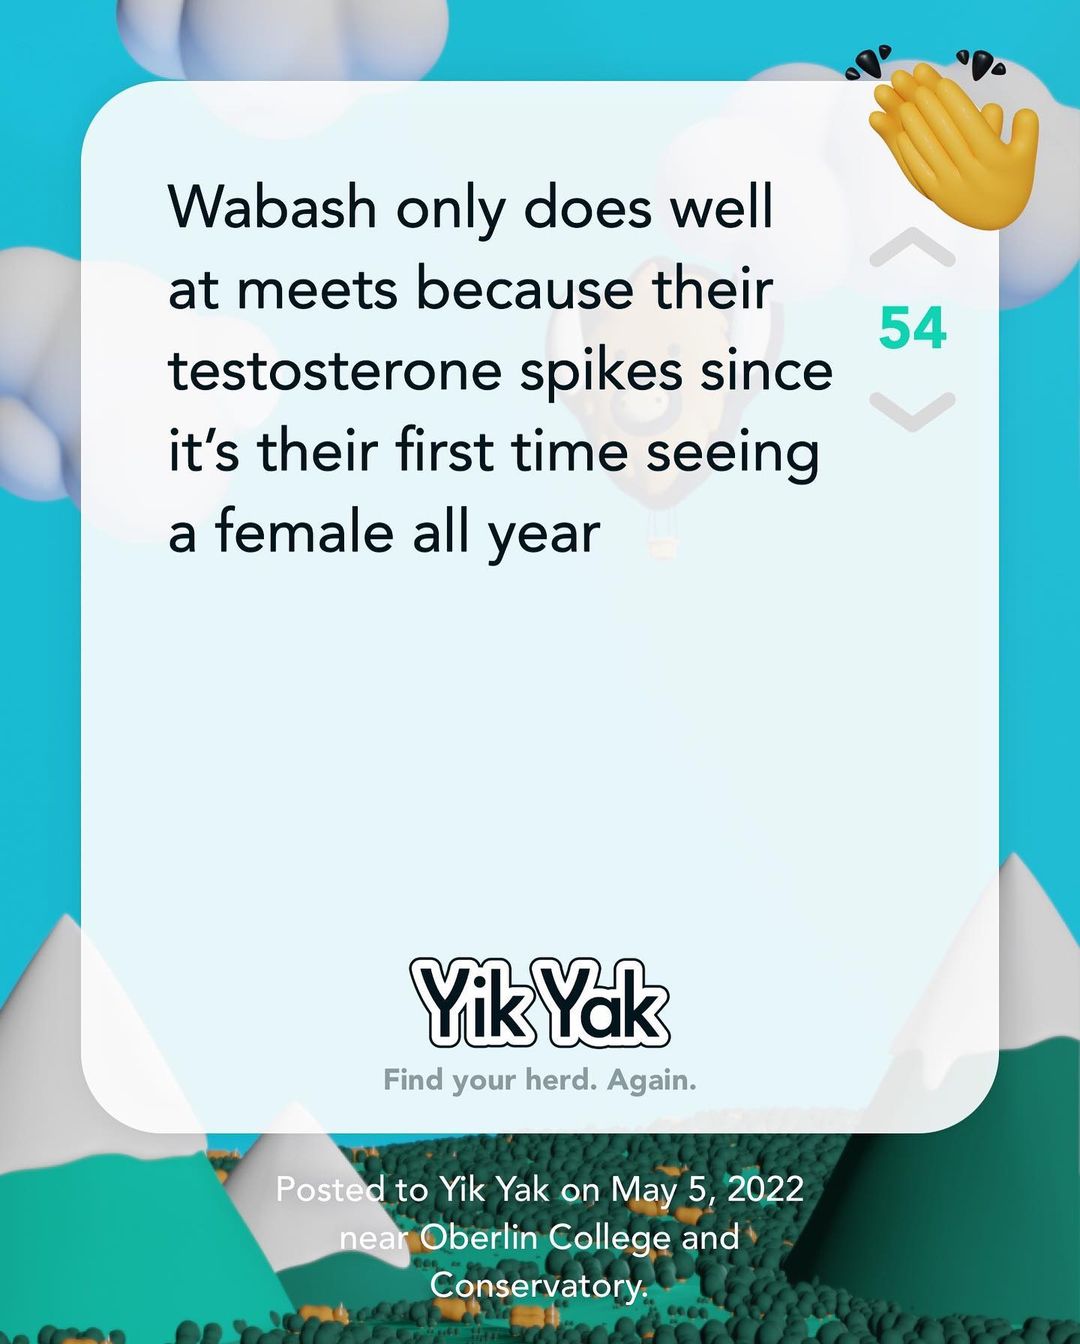 Wabash only does well
at meets because their
testosterone spikes since
it’s their first time seeing
a female all year
54
Yik Yak
Find your herd. Again.
Posted to Yik Yak on May 5, 2022
near Oberlin College and
Conservatory.